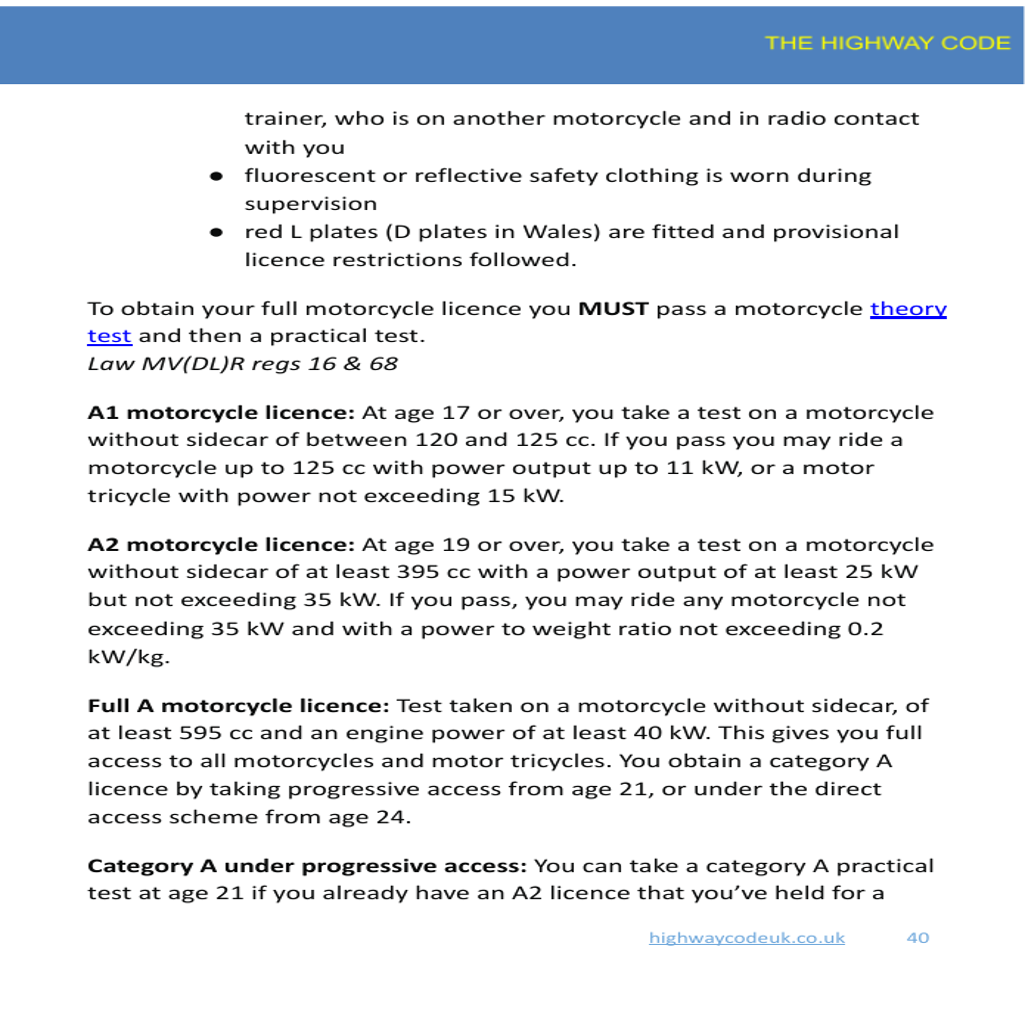 THE HIGHWAY CODE
trainer, who is on another motorcycle and in radio contact
with you
● fluorescent or reflective safety clothing is worn during
supervision
● red L plates (D plates in Wales) are fitted and provisional
licence restrictions followed.
To obtain your full motorcycle licence you MUST pass a motorcycle theory
test and then a practical test.
Law MV(DL)R regs 16 & 68
A1 motorcycle licence: At age 17 or over, you take a test on a motorcycle
without sidecar of between 120 and 125 cc. If you pass you may ride a
motorcycle up to 125 cc with power output up to 11 kW, or a motor
tricycle with power not exceeding 15 kW.
A2 motorcycle licence: At age 19 or over, you take a test on a motorcycle
without sidecar of at least 395 cc with a power output of at least 25 kW
but not exceeding 35 kW. If you pass, you may ride any motorcycle not
exceeding 35 kW and with a power to weight ratio not exceeding 0.2
kW/kg.
Full A motorcycle licence: Test taken on a motorcycle without sidecar, of
at least 595 cc and an engine power of at least 40 kW. This gives you full
access to all motorcycles and motor tricycles. You obtain a category A
licence by taking progressive access from age 21, or under the direct
access scheme from age 24.
Category A under progressive access: You can take a category A practical
test at age 21 if you already have an A2 licence that you’ve held for a
highwaycodeuk.co.uk 40